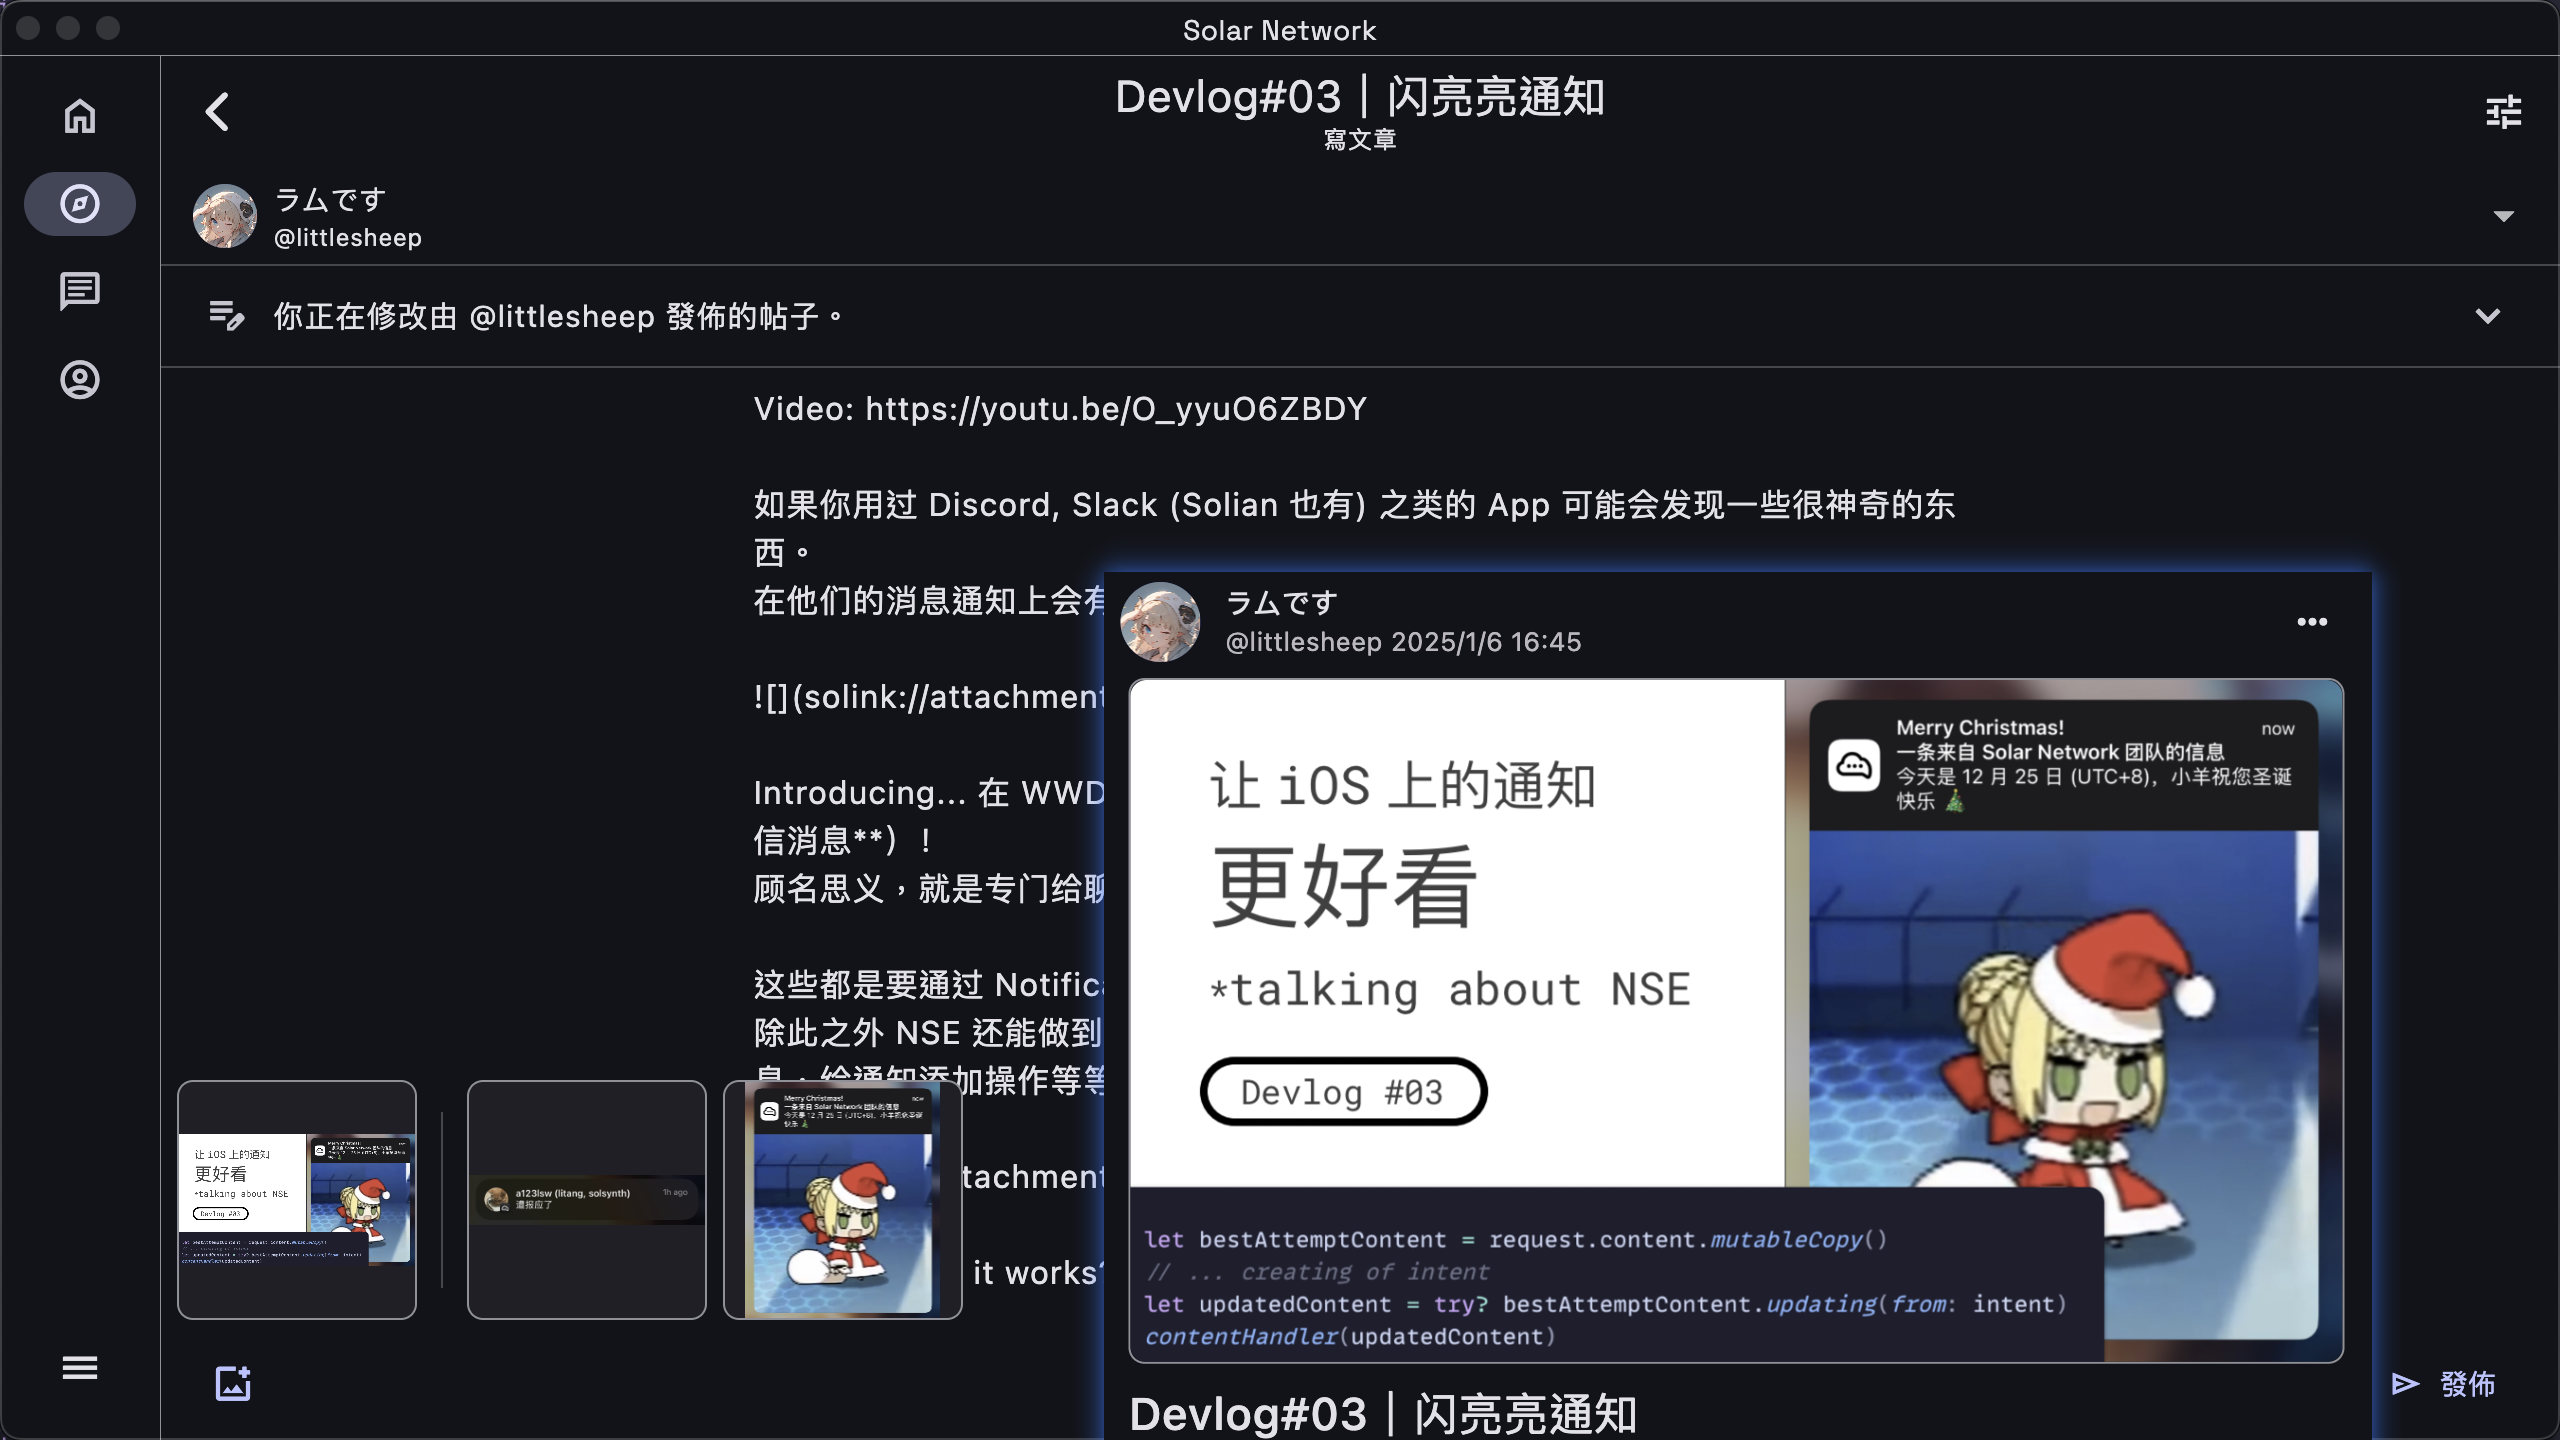 Solar Network
Devlog#03｜闪亮亮通知
寫文章
ラムです
@littlesheep
你正在修改由 @littlesheep 發佈的帖子。
Video: https://youtu.be/O_yyuO6ZBDY
如果你用过 Discord, Slack (Solian 也有) 之类的 App 可能会发现一些很神奇的东
西。
在他们的消息通知上会有
![](solink://attachment
Introducing... 在 WWD
信消息**）！
顾名思义，就是专门给聊
这些都是要通过 Notific
除此之外 NSE 还能做到
息，给通知添加操作等等
tachment
it works?
ラムです
@littlesheep 2025/1/6 16:45
让 iOS 上的通知
更好看
*talking about NSE
Devlog #03
Merry Christmas!
now
一条来自 Solar Network 团队的信息
今天是 12 月 25 日 (UTC+8)，小羊祝您圣诞
快乐 🎄
let bestAttemptContent = request.content.mutableCopy()
// ... creating of intent
let updatedContent = try? bestAttemptContent.updating(from: intent)
contentHandler(updatedContent)
Devlog#03｜闪亮亮通知
让 iOS 上的通知
更好看
*talking about NSE
Devlog #03
a123lsw (litang, solsynth)
1h ago
遭报应了
Merry Christmas!
now
一条来自 Solar Network 团队的信息
今天是 12 月 25 日 (UTC+8)，小羊祝您圣诞
快乐 🎄
發佈